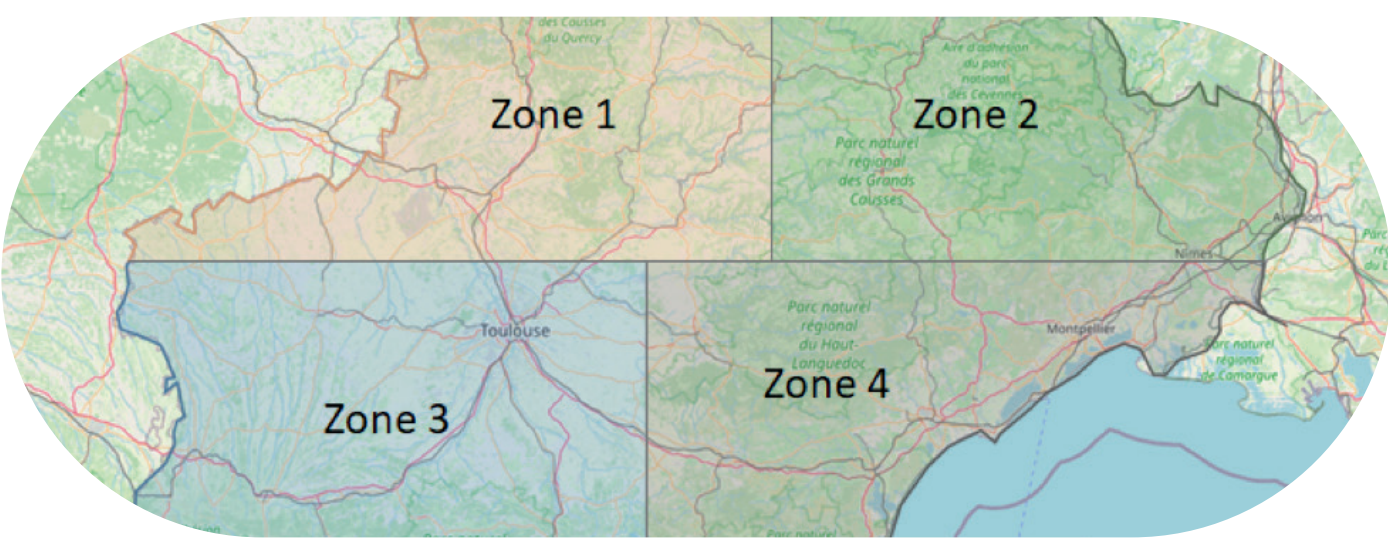 des Causses
du Quercy
Zone 1
Aire d'adhésion
du parc
national
des Cévennes
Zone 2
Parc naturel
régional
des Grands
Causses
Avignon
Nîmes
Toulouse
Parc naturel
régional
du Haut-
Languedoc
Montpellier
Parc naturel
régional
de Camargue
Zone 3
Zone 4
Parc naturel